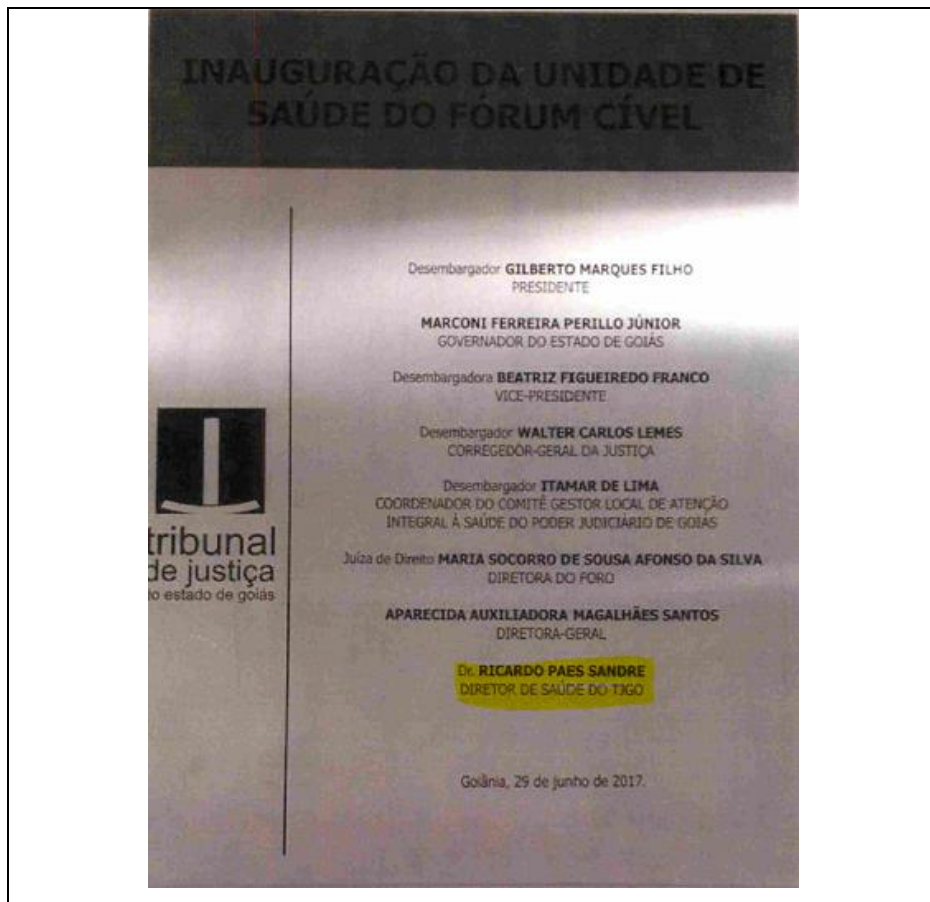 INAUGURAÇÃO DA UNIDADE DE
SAÚDE DO FÓRUM CÍVEL
Desembargador GILBERTO MARQUES FILHO
PRESIDENTE
MARCONI FERREIRA PERILLO JÚNIOR
GOVERNADOR DO ESTADO DE GOIÁS
Desembargadora BEATRIZ FIGUEIREDO FRANCO
VICE-PRESIDENTE
Desembargador WALTER CARLOS LEMES
CORREGEDOR-GERAL DA JUSTIÇA
Desembargador ITAMAR DE LIMA
COORDENADOR DO COMITÊ GESTOR LOCAL DE ATENÇÃO
INTEGRAL À SAÚDE DO PODER JUDICIÁRIO DE GOIÁS
Juíza de Direito MARIA SOCORRO DE SOUSA AFONSO DA SILVA
DIRETORA DO FORO
APARECIDA AUXILIADORA MAGALHÃES SANTOS
DIRETORA-GERAL
Dr. RICARDO PAES SANDRE
DIRETOR DE SAÚDE DO TJGO
Goiânia, 29 de junho de 2017.
tribunal
de justiça
do estado de goiás